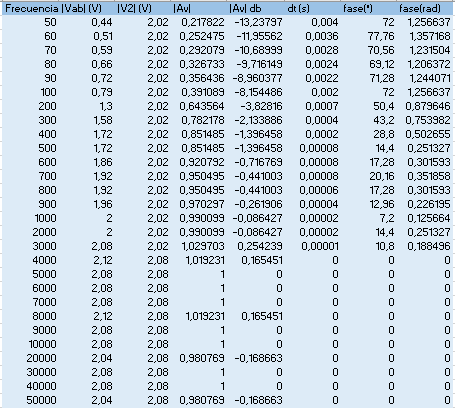 Frecuencia |Vab| (V) |V2| (V) |Av| |Av| db dt (s) fase(°) fase(rad)
50 0,44 2,02 0,217822 -13,23797 0,004 72 1,256637
60 0,51 2,02 0,252475 -11,95562 0,0036 77,76 1,357168
70 0,59 2,02 0,292079 -10,68999 0,0028 70,56 1,231504
80 0,66 2,02 0,326733 -9,716149 0,0024 69,12 1,206372
90 0,72 2,02 0,356436 -8,960377 0,0022 71,28 1,244071
100 0,79 2,02 0,391089 -8,154486 0,002 72 1,256637
200 1,3 2,02 0,643564 -3,82816 0,0007 50,4 0,879646
300 1,58 2,02 0,782178 -2,133886 0,0004 43,2 0,753982
400 1,72 2,02 0,851485 -1,396458 0,0002 28,8 0,502655
500 1,72 2,02 0,851485 -1,396458 0,00008 14,4 0,251327
600 1,86 2,02 0,920792 -0,716769 0,00008 17,28 0,301593
700 1,92 2,02 0,950495 -0,441003 0,00008 20,16 0,351858
800 1,92 2,02 0,950495 -0,441003 0,00006 17,28 0,301593
900 1,96 2,02 0,970297 -0,261906 0,00004 12,96 0,226195
1000 2 2,02 0,990099 -0,086427 0,00002 7,2 0,125664
2000 2 2,02 0,990099 -0,086427 0,00002 14,4 0,251327
3000 2,08 2,02 1,029703 0,254239 0,00001 10,8 0,188496
4000 2,12 2,08 1,019231 0,165451 0 0 0
5000 2,08 2,08 1 0 0 0 0
6000 2,08 2,08 1 0 0 0 0
7000 2,08 2,08 1 0 0 0 0
8000 2,12 2,08 1,019231 0,165451 0 0 0
9000 2,08 2,08 1 0 0 0 0
10000 2,08 2,08 1 0 0 0 0
20000 2,04 2,08 0,980769 -0,168663 0 0 0
30000 2,08 2,08 1 0 0 0 0
40000 2,08 2,08 1 0 0 0 0
50000 2,04 2,08 0,980769 -0,168663 0 0 0